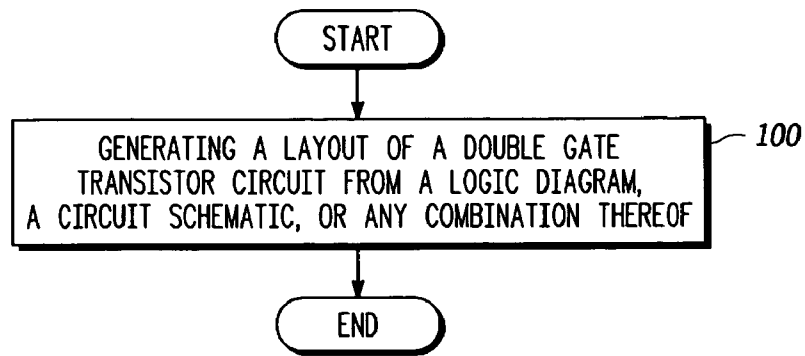 START
GENERATING A LAYOUT OF A DOUBLE GATE
TRANSISTOR CIRCUIT FROM A LOGIC DIAGRAM,
A CIRCUIT SCHEMATIC, OR ANY COMBINATION THEREOF
100
END